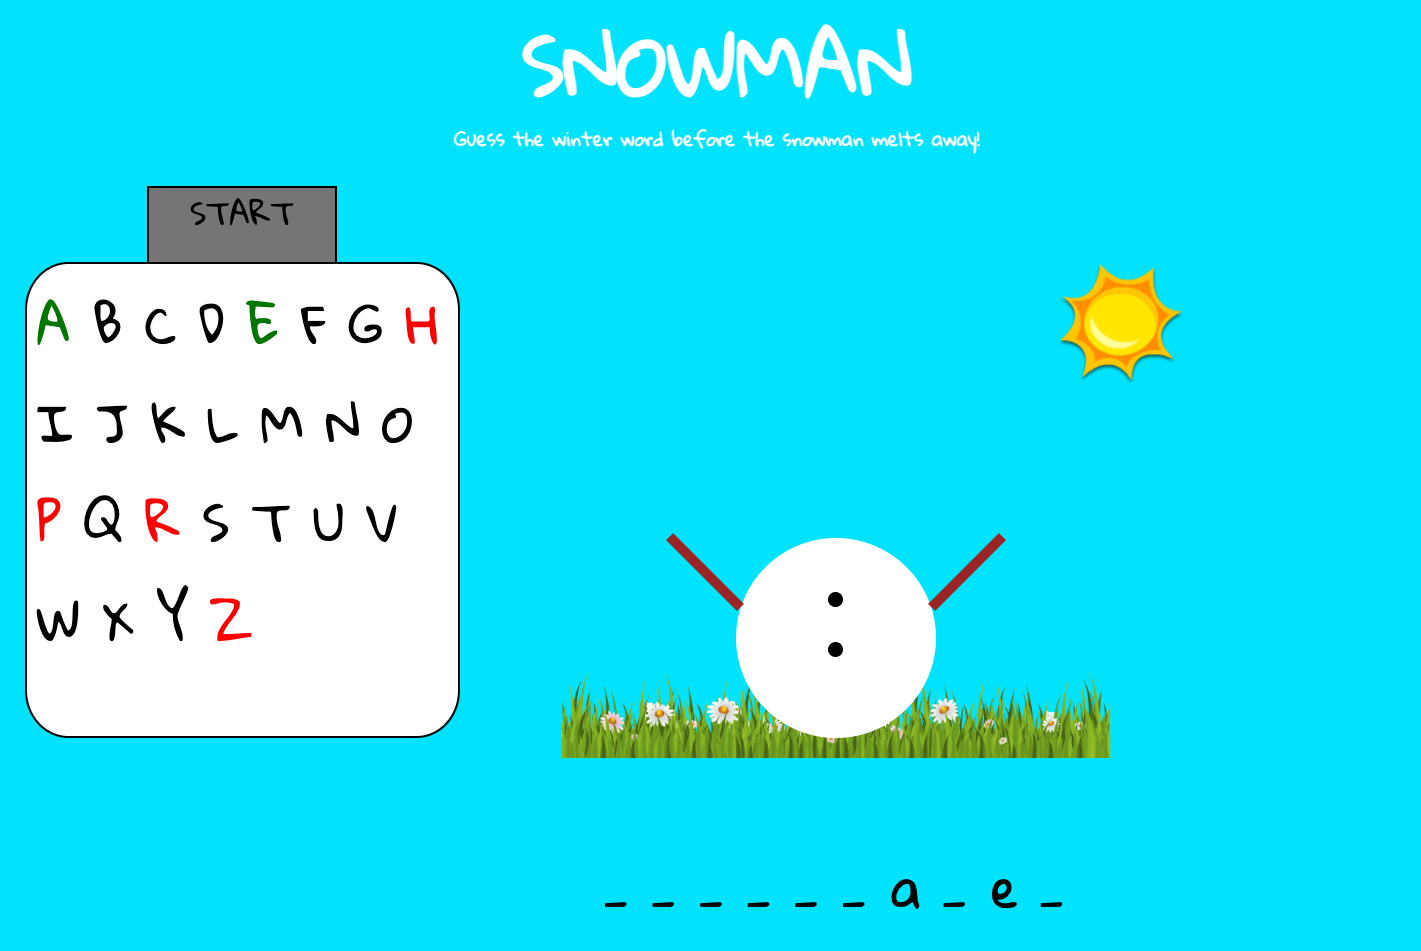 SNOWMAN
Guess the winter word before the snowman melts away!
START
A B C D E F G H
I J K L M N O
P Q R S T U V
W X Y Z
_ _ _ _ _ _ a _ e _